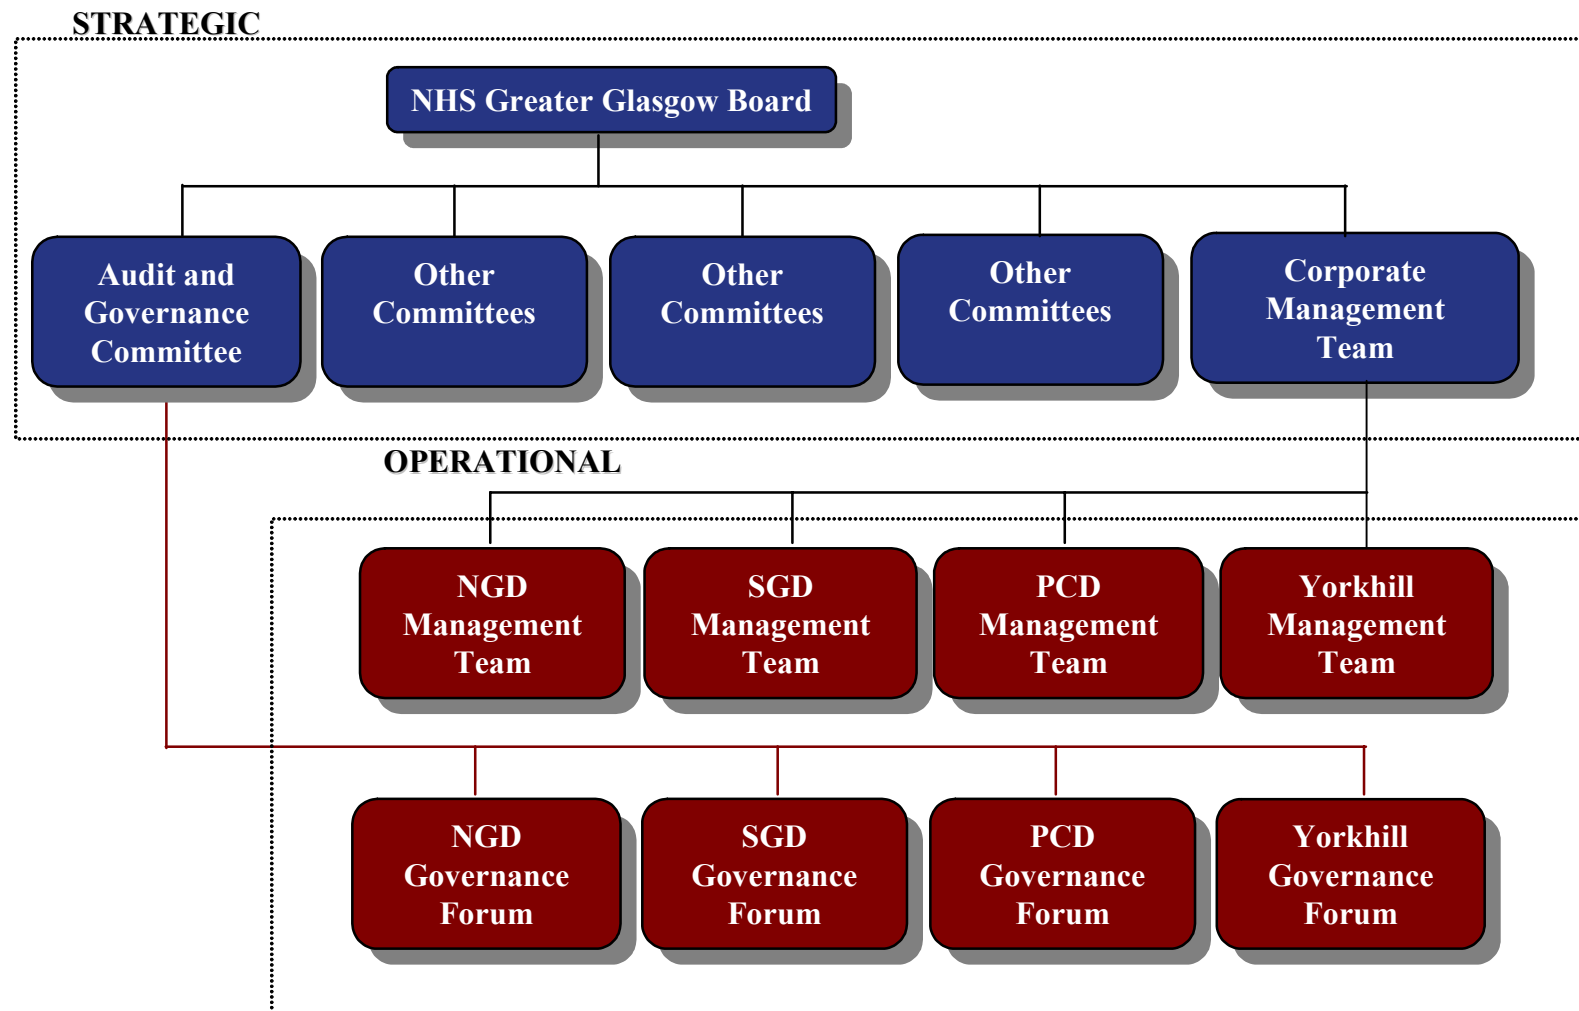 STRATEGIC
NHS Greater Glasgow Board
Audit and
Governance
Committee
Other
Committees
Other
Committees
Other
Committees
Corporate
Management
Team
OPERATIONAL
NGD
Management
Team
SGD
Management
Team
PCD
Management
Team
Yorkhill
Management
Team
NGD
Governance
Forum
SGD
Governance
Forum
PCD
Governance
Forum
Yorkhill
Governance
Forum